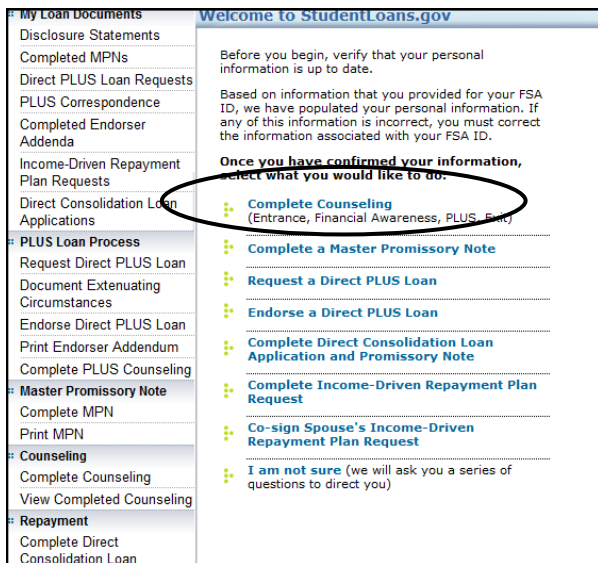 My Loan Documents
Disclosure Statements
Completed MPNs
Direct PLUS Loan Requests
PLUS Correspondence
Completed Endorser
Addenda
Income-Driven Repayment
Plan Requests
Direct Consolidation Loan
Applications
PLUS Loan Process
Request Direct PLUS Loan
Document Extenuating
Circumstances
Endorse Direct PLUS Loan
Print Endorser Addendum
Complete PLUS Counseling
Master Promissory Note
Complete MPN
Print MPN
Counseling
Complete Counseling
View Completed Counseling
Repayment
Complete Direct
Consolidation Loan
Welcome to StudentLoans.gov
Before you begin, verify that your personal
information is up to date.
Based on information that you provided for your FSA
ID, we have populated your personal information. If
any of this information is incorrect, you must correct
the information associated with your FSA ID.
Once you have confirmed your information,
select what you would like to do:
Complete Counseling
(Entrance, Financial Awareness, PLUS, Exit)
Complete a Master Promissory Note
Request a Direct PLUS Loan
Endorse a Direct PLUS Loan
Complete Direct Consolidation Loan
Application and Promissory Note
Complete Income-Driven Repayment Plan
Request
Co-sign Spouse's Income-Driven
Repayment Plan Request
I am not sure (we will ask you a series of
questions to direct you)